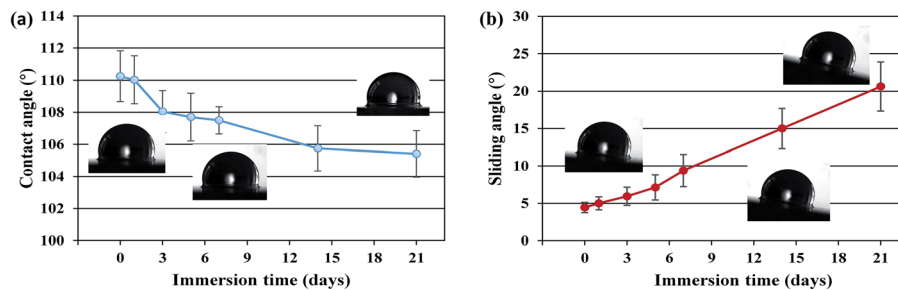 (a)
114
112
110
108
106
104
102
100
Contact angle (°)
0 3 6 9 12 15 18 21
Immersion time (days)
(b)
30
25
20
15
10
5
0
Sliding angle (°)
0 3 6 9 12 15 18 21
Immersion time (days)